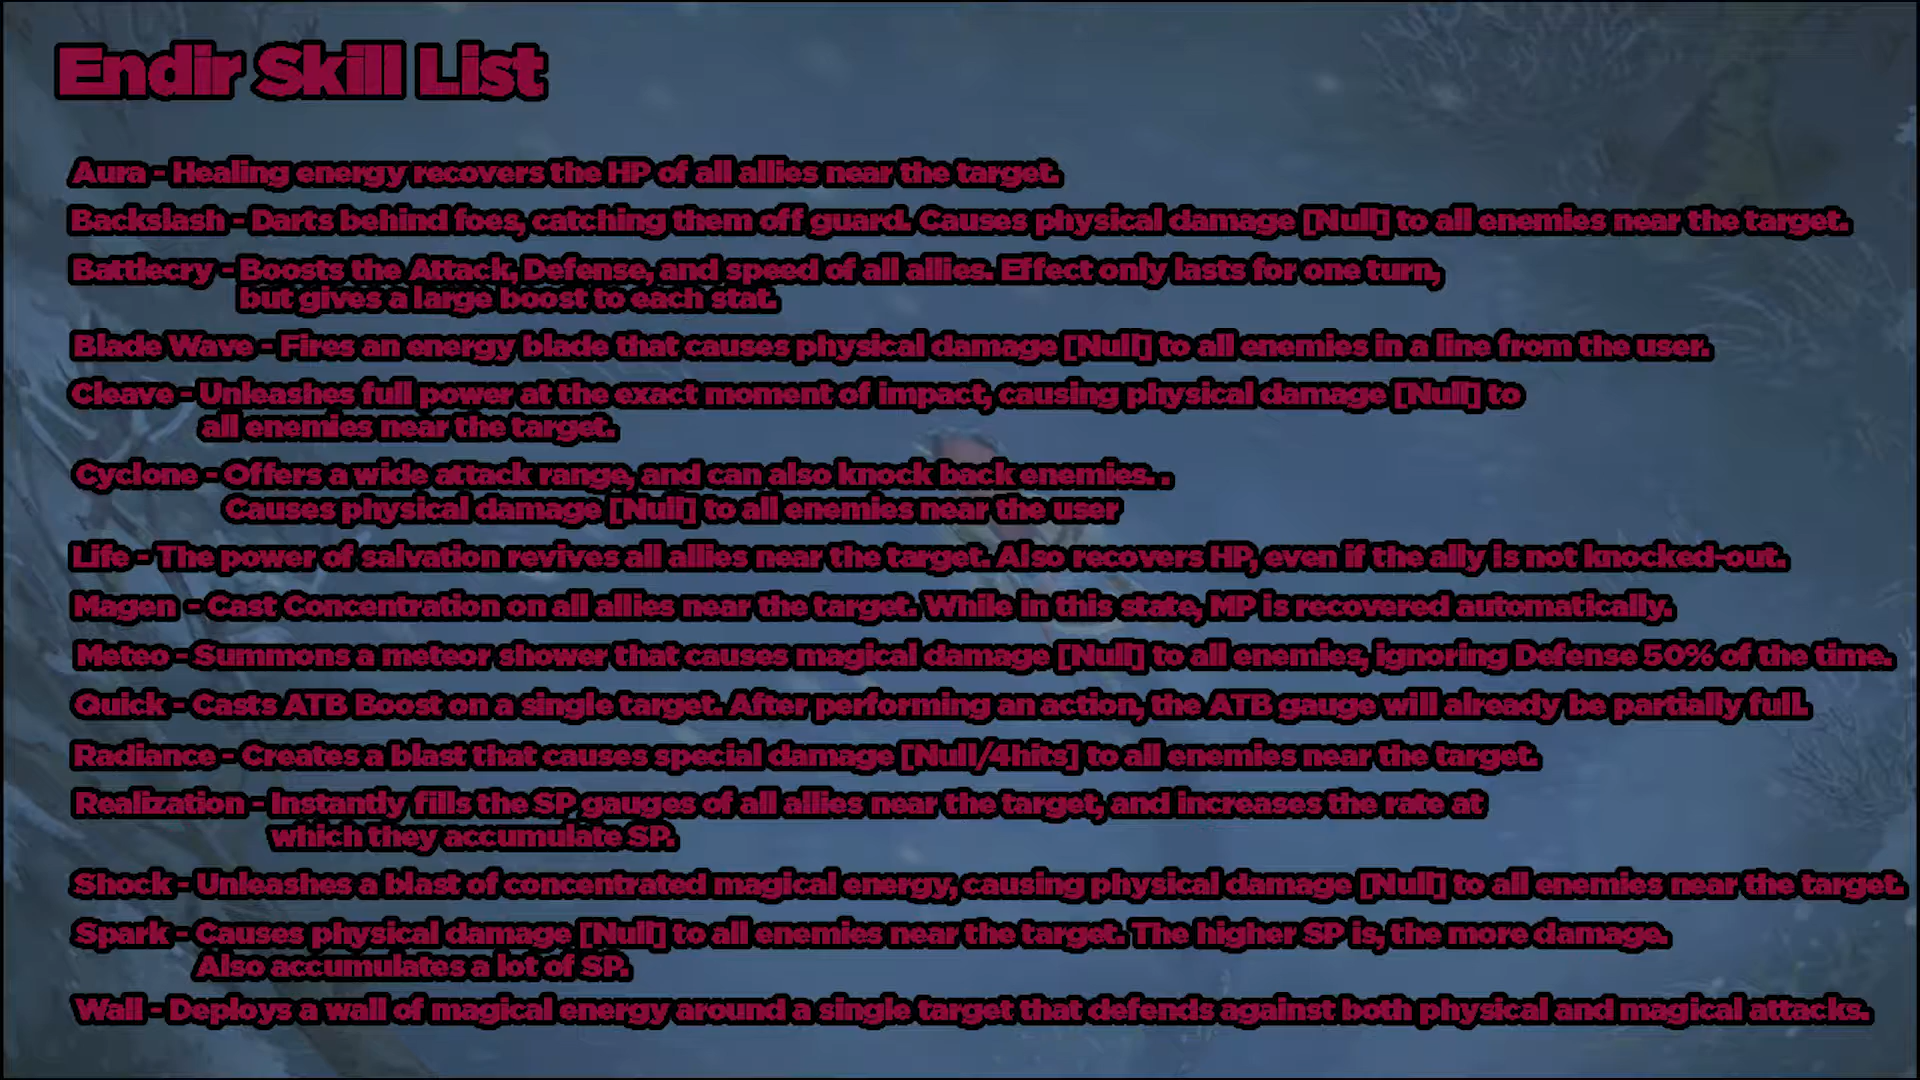 Endir Skill List
Aura - Healing energy recovers the HP of all allies near the target.
Backslash - Darts behind foes, catching them off guard. Causes physical damage [Null] to all enemies near the target.
Battlecry - Boosts the Attack, Defense, and speed of all allies. Effect only lasts for one turn,
but gives a large boost to each stat.
Blade Wave - Fires an energy blade that causes physical damage [Null] to all enemies in a line from the user.
Cleave - Unleashes full power at the exact moment of impact, causing physical damage [Null] to
all enemies near the target.
Cyclone - Offers a wide attack range, and can also knock back enemies. .
Causes physical damage [Null] to all enemies near the user
Life - The power of salvation revives all allies near the target. Also recovers HP, even if the ally is not knocked-out.
Magen - Cast Concentration on all allies near the target. While in this state, MP is recovered automatically.
Meteo - Summons a meteor shower that causes magical damage [Null] to all enemies, ignoring Defense 50% of the time.
Quick - Casts ATB Boost on a single target. After performing an action, the ATB gauge will already be partially full.
Radiance - Creates a blast that causes special damage [Null/4hits] to all enemies near the target.
Realization - Instantly fills the SP gauges of all allies near the target, and increases the rate at
which they accumulate SP.
Shock - Unleashes a blast of concentrated magical energy, causing physical damage [Null] to all enemies near the target.
Spark - Causes physical damage [Null] to all enemies near the target. The higher SP is, the more damage.
Also accumulates a lot of SP.
Wall - Deploys a wall of magical energy around a single target that defends against both physical and magical attacks.